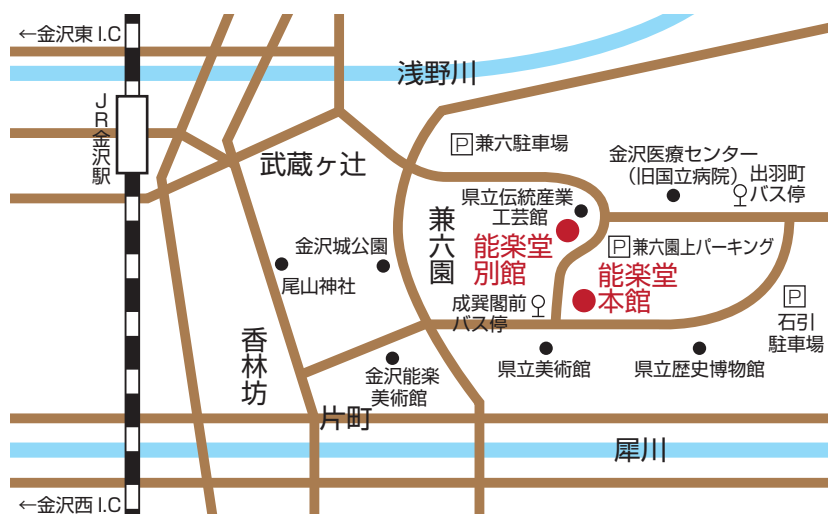 ←金沢東 I.C
浅野川
JR金沢駅
武蔵ヶ辻
P 兼六駐車場
金沢医療センター
（旧国立病院）
出羽町
バス停
県立伝統産業
工芸館
兼六園
能楽堂
別館
P 兼六園上パーキング
能楽堂
本館
金沢城公園
尾山神社
成巽閣前
バス停
P
石引
駐車場
香林坊
金沢能楽
美術館
県立美術館
県立歴史博物館
片町
犀川
←金沢西 I.C